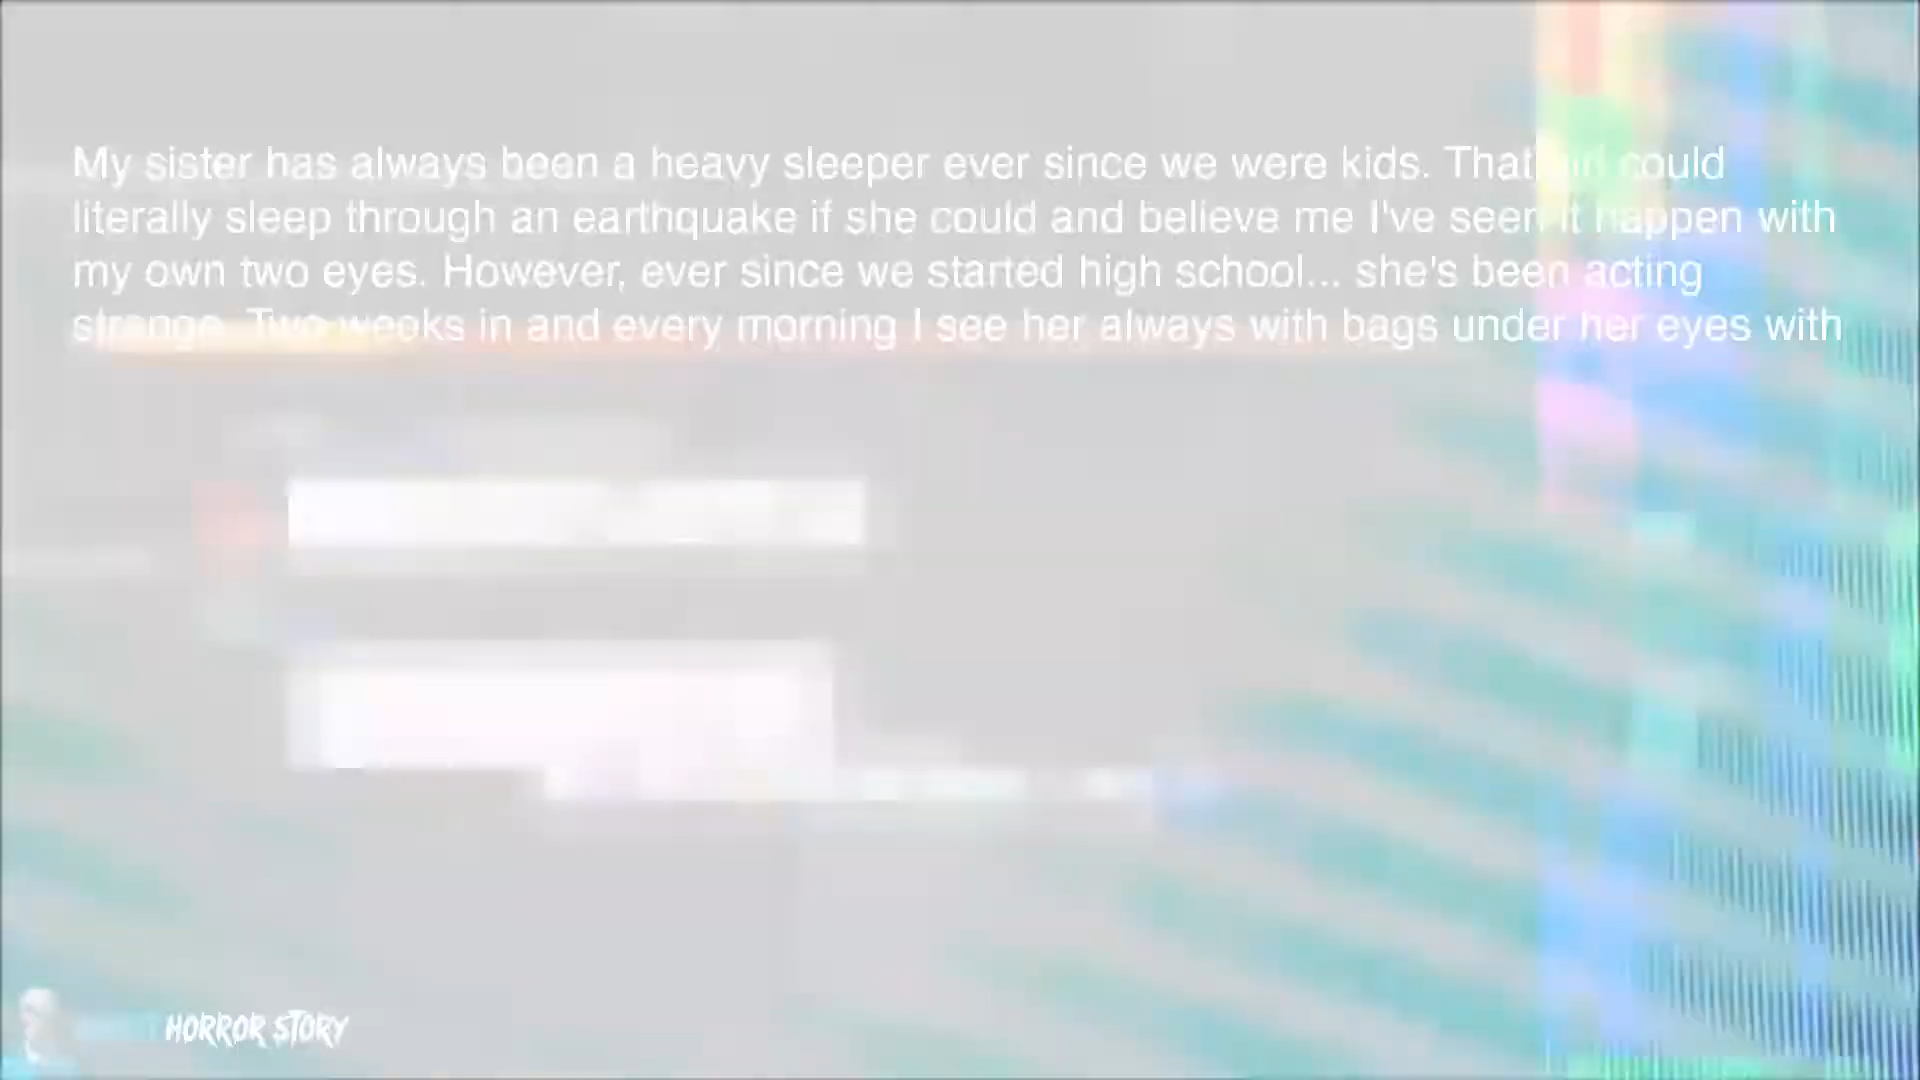 My sister has always been a heavy sleeper ever since we were kids. That could
literally sleep through an earthquake if she could and believe me I've seen it happen with
my own two eyes. However, ever since we started high school... she's been acting
strange. Two weeks in and every morning I see her always with bags under her eyes with
HORROR STORY